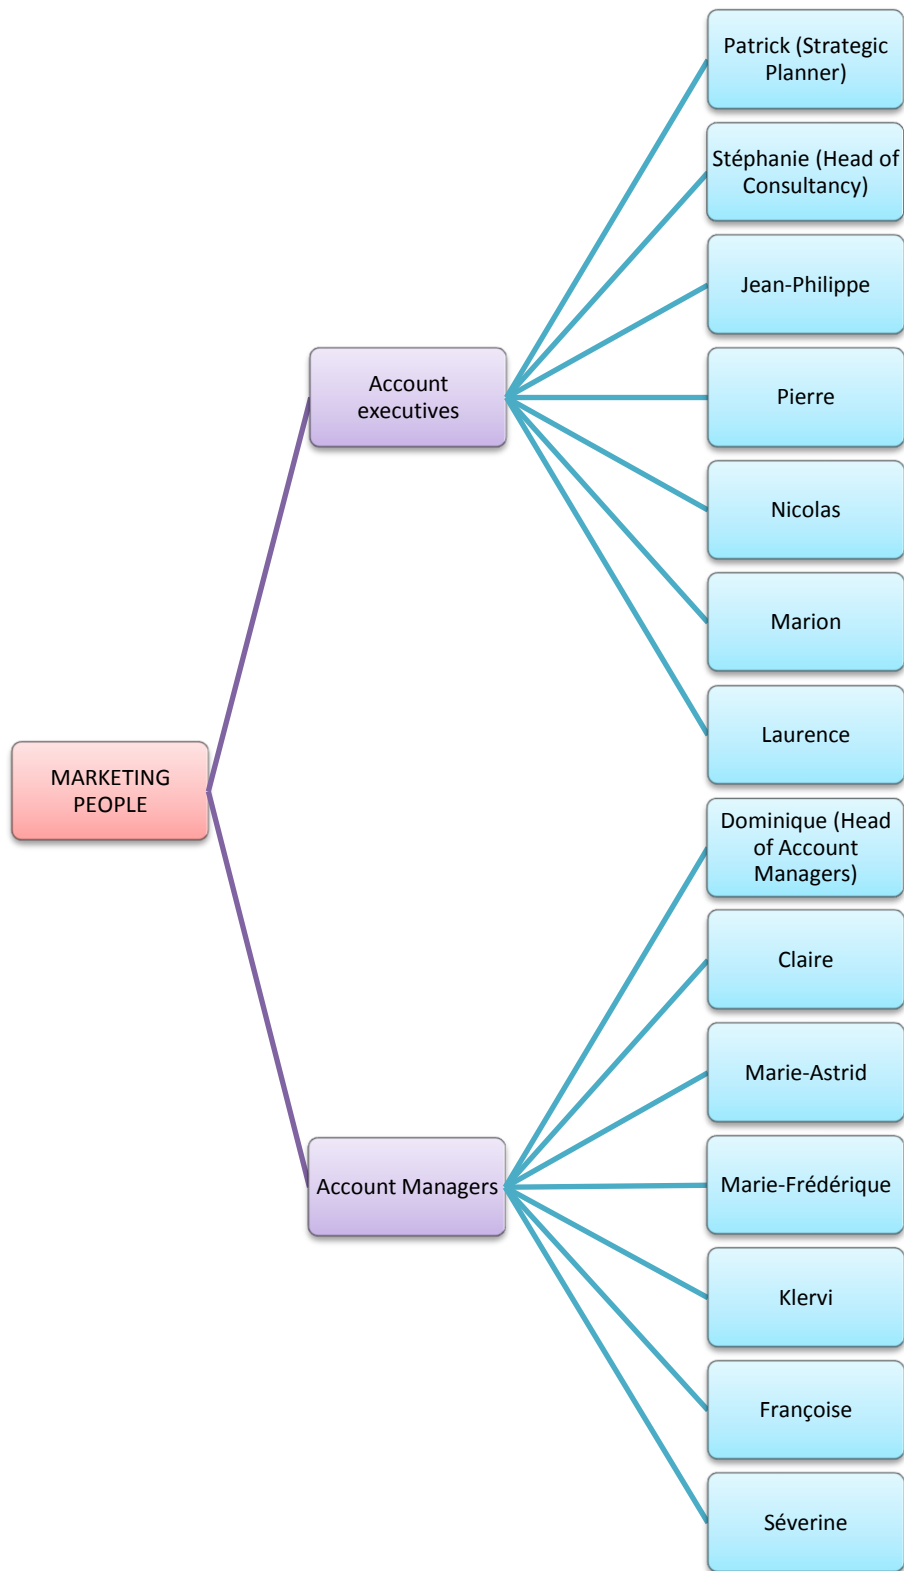 Patrick (Strategic
Planner)
Stéphanie (Head of
Consultancy)
Jean-Philippe
Account
executives
Pierre
Nicolas
Marion
Laurence
MARKETING
PEOPLE
Dominique (Head
of Account
Managers)
Claire
Marie-Astrid
Account Managers
Marie-Frédérique
Klervi
Françoise
Séverine